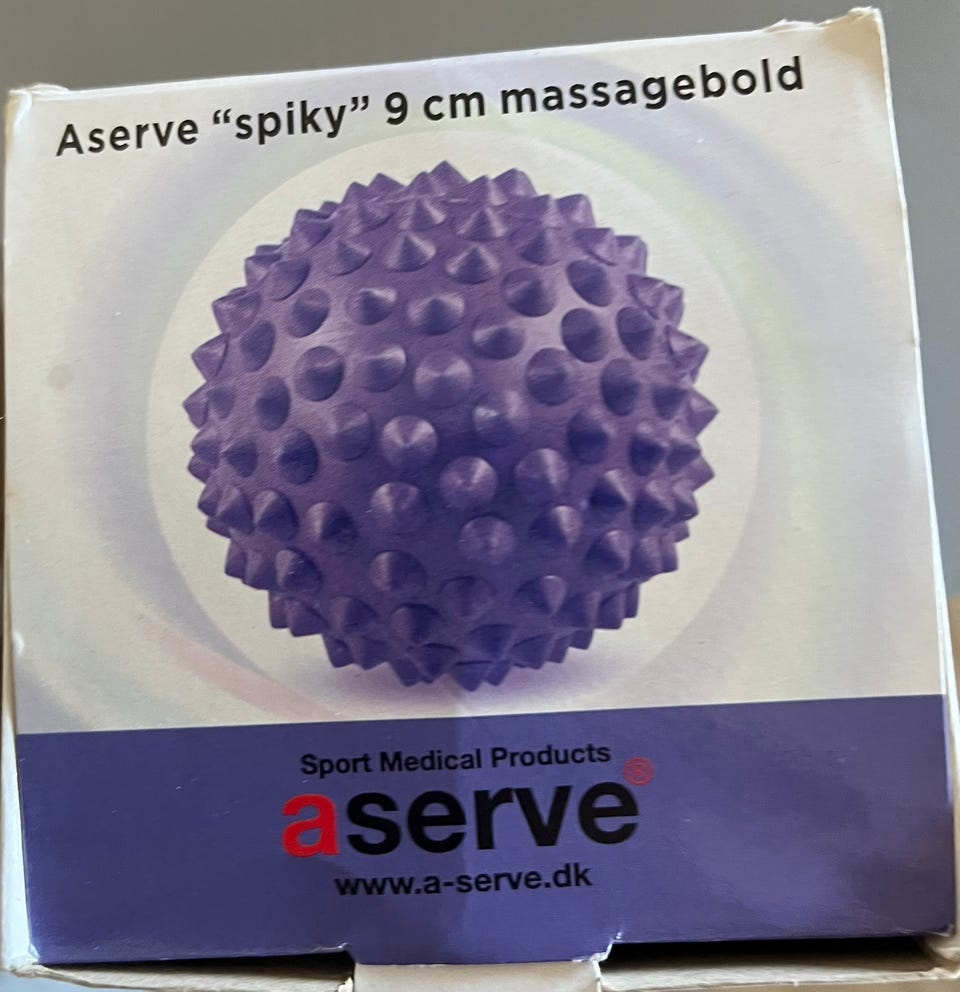 Aserve “spiky” 9 cm massagebold
Sport Medical Products
aserve®
www.a-serve.dk